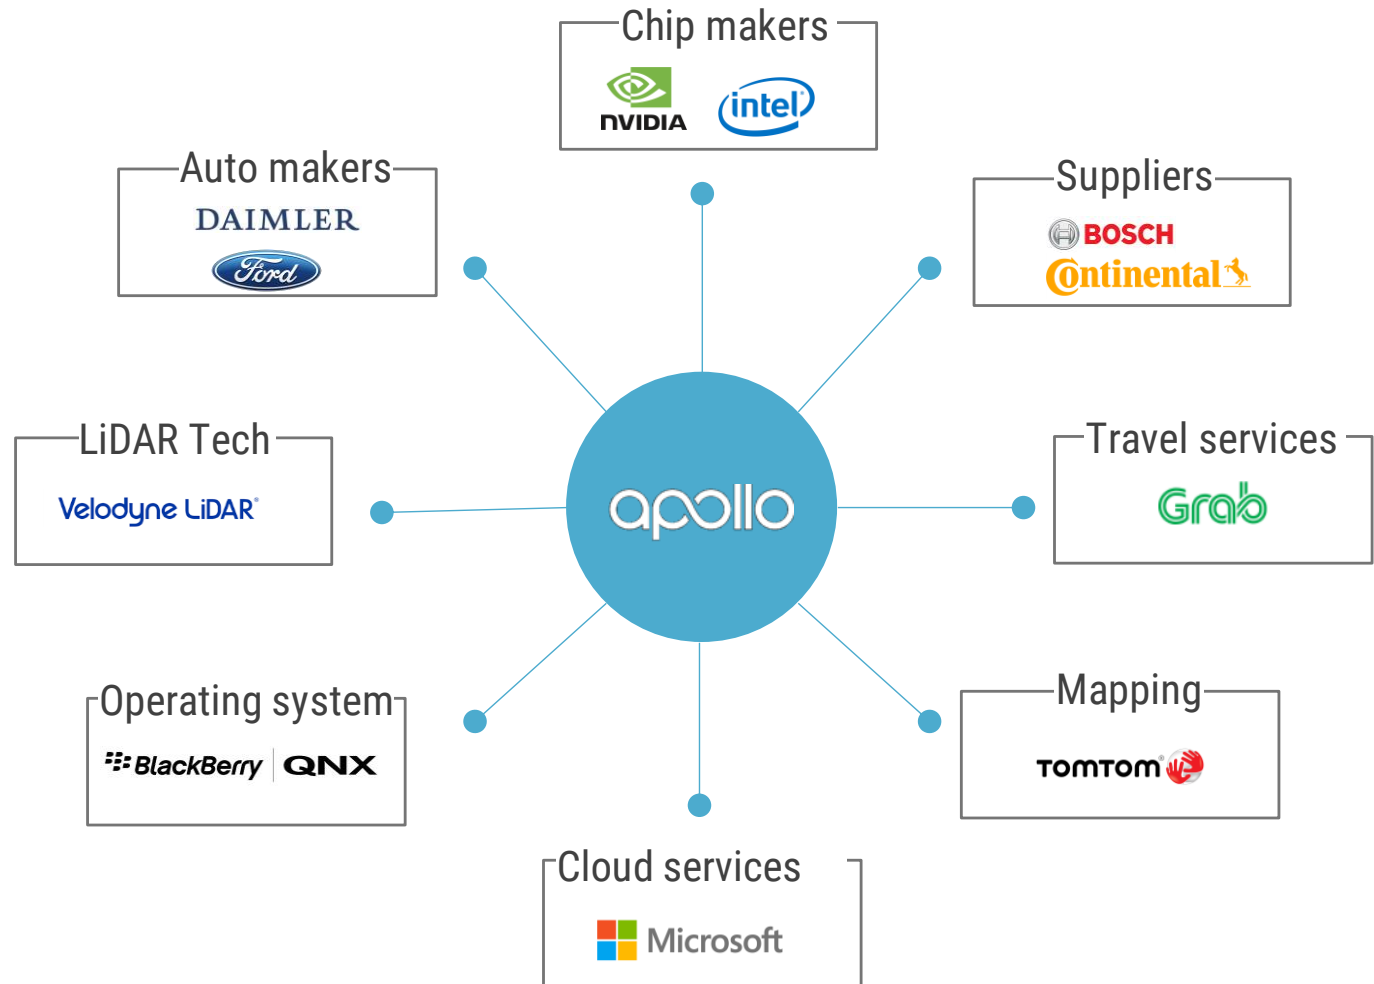 Chip makers
NVIDIA
intel
Auto makers
DAIMLER
Ford
Suppliers
BOSCH
Continental
LiDAR Tech
Velodyne LiDAR
apollo
Travel services
Grab
Operating system
BlackBerry QNX
Mapping
TOMTOM
Cloud services
Microsoft